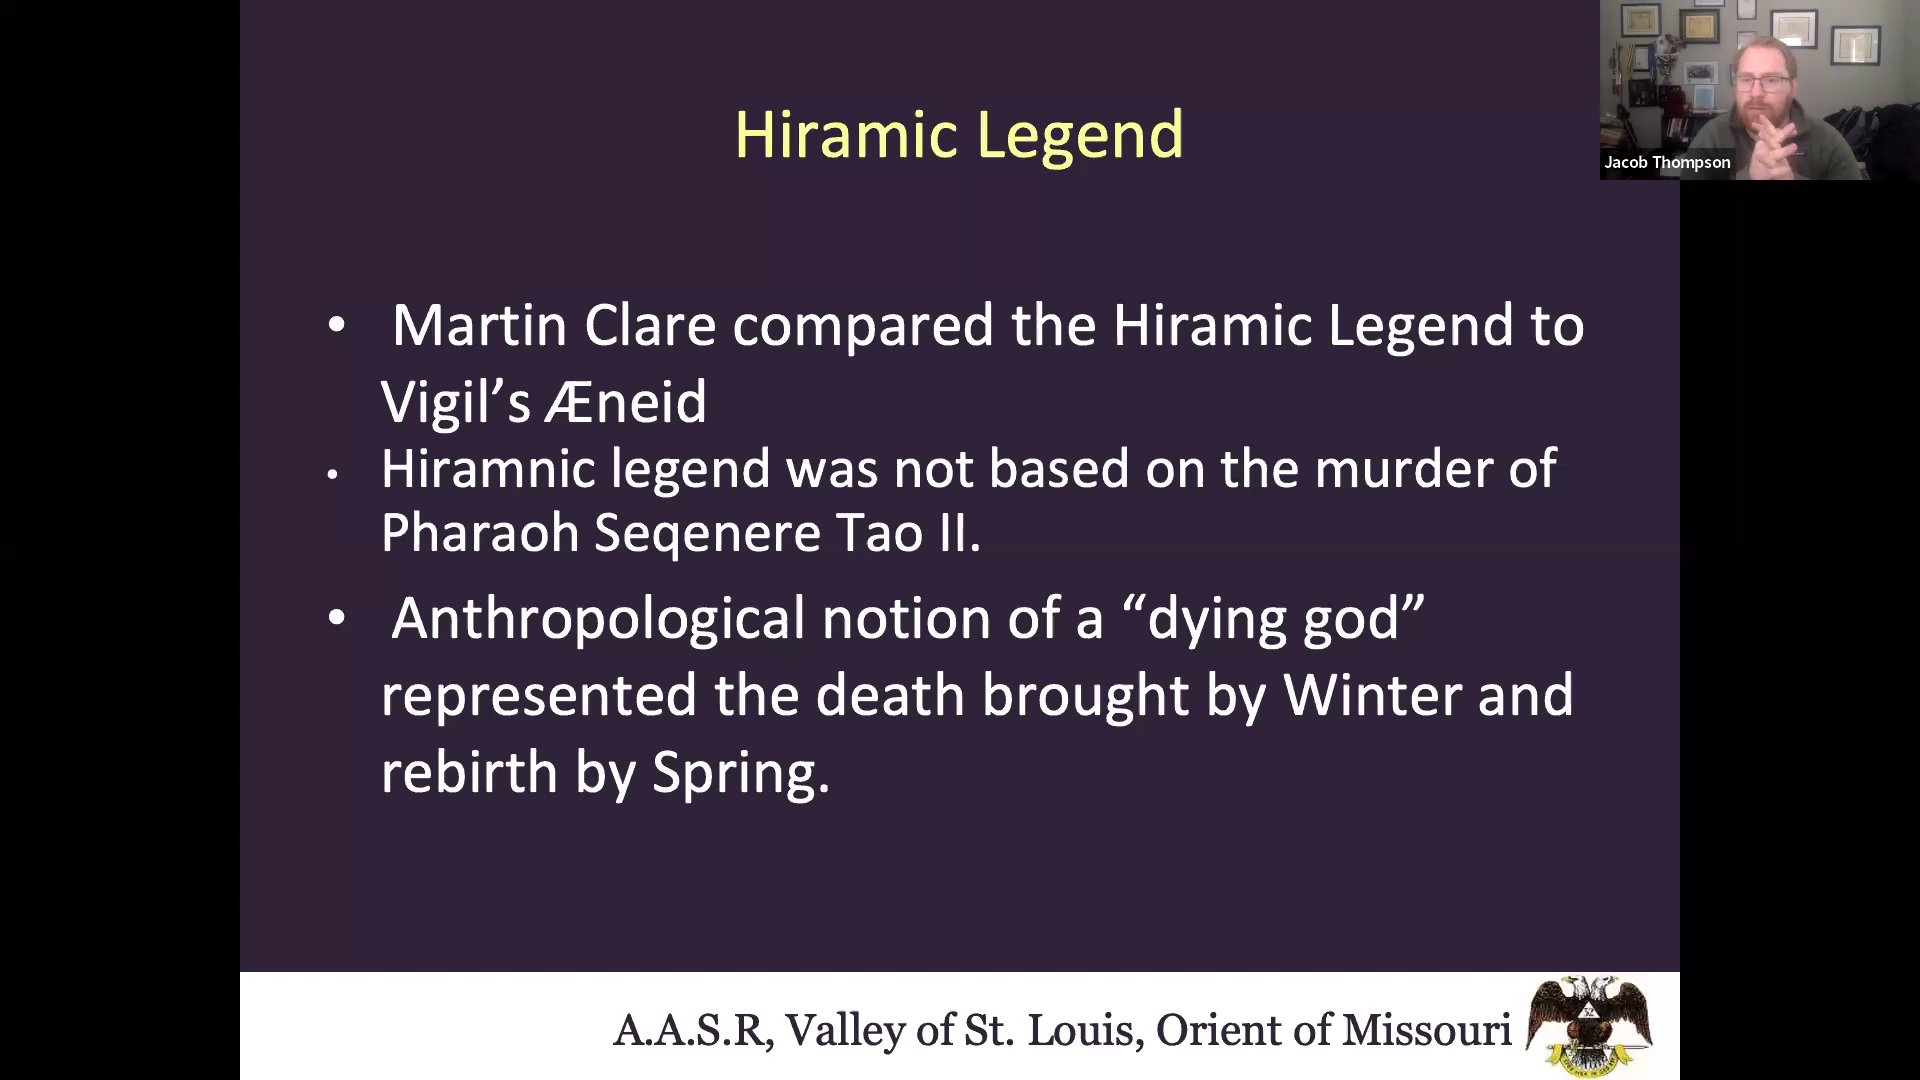 Hiramic Legend
Jacob Thompson
• Martin Clare compared the Hiramic Legend to
Vigil’s Æneid
• Hiramnic legend was not based on the murder of
Pharaoh Seqenere Tao II.
• Anthropological notion of a “dying god”
represented the death brought by Winter and
rebirth by Spring.
A.A.S.R, Valley of St. Louis, Orient of Missouri